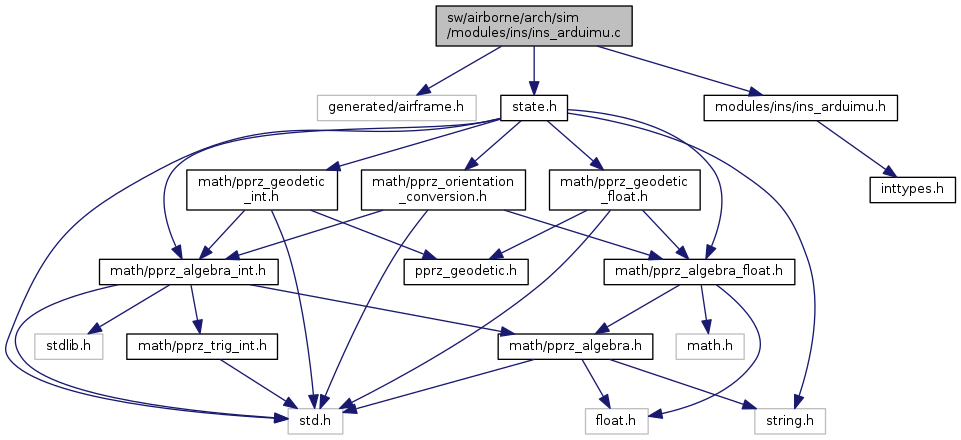 sw/airborne/arch/sim
/modules/ins/ins_arduimu.c
generated/airframe.h
state.h
modules/ins/ins_arduimu.h
math/pprz_geodetic
_int.h
math/pprz_orientation
_conversion.h
math/pprz_geodetic
_float.h
inttypes.h
math/pprz_algebra_int.h
pprz_geodetic.h
math/pprz_algebra_float.h
stdlib.h
math/pprz_trig_int.h
math/pprz_algebra.h
math.h
std.h
float.h
string.h